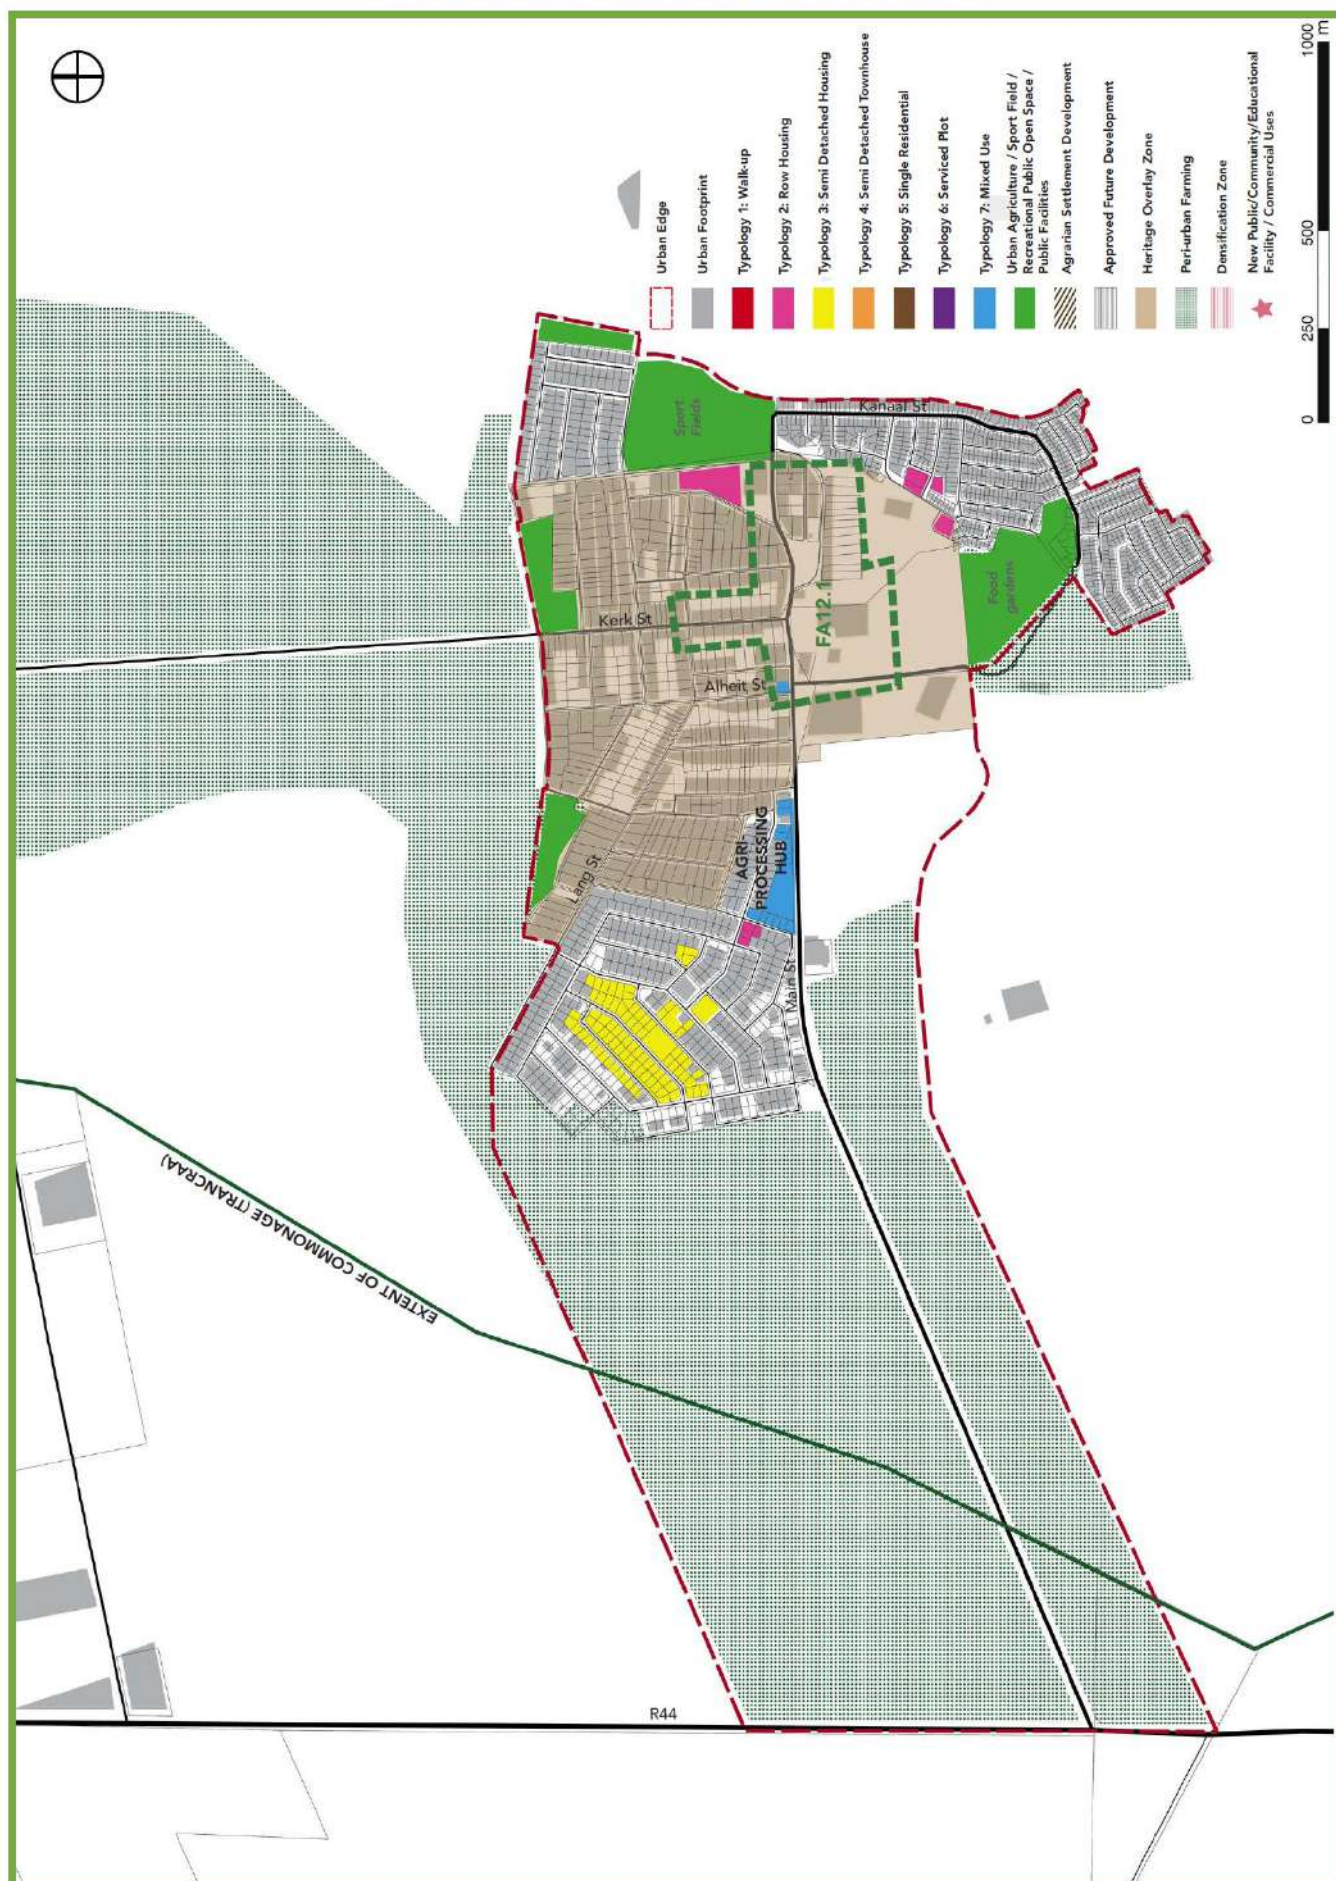 Urban Edge
Urban Footprint
Typology 1: Walk-up
Typology 2: Row Housing
Typology 3: Semi Detached Housing
Typology 4: Semi Detached Townhouse
Typology 5: Single Residential
Typology 6: Serviced Plot
Typology 7: Mixed Use
Urban Agriculture / Sport Field /
Recreational Public Open Space /
Public Facilities
Agrarian Settlement Development
Approved Future Development
Heritage Overlay Zone
Peri-urban Farming
Densification Zone
New Public/Community/Educational
Facility / Commercial Uses
0
250
500
1000
m
Sport
Fields
Kanaal St
Food
gardens
FA12.1
Kerk St
Alheit St
Lang St
AGRI-
PROCESSING
HUB
Main St
EXTENT OF COMMONAGE (TRANCRAA)
R44